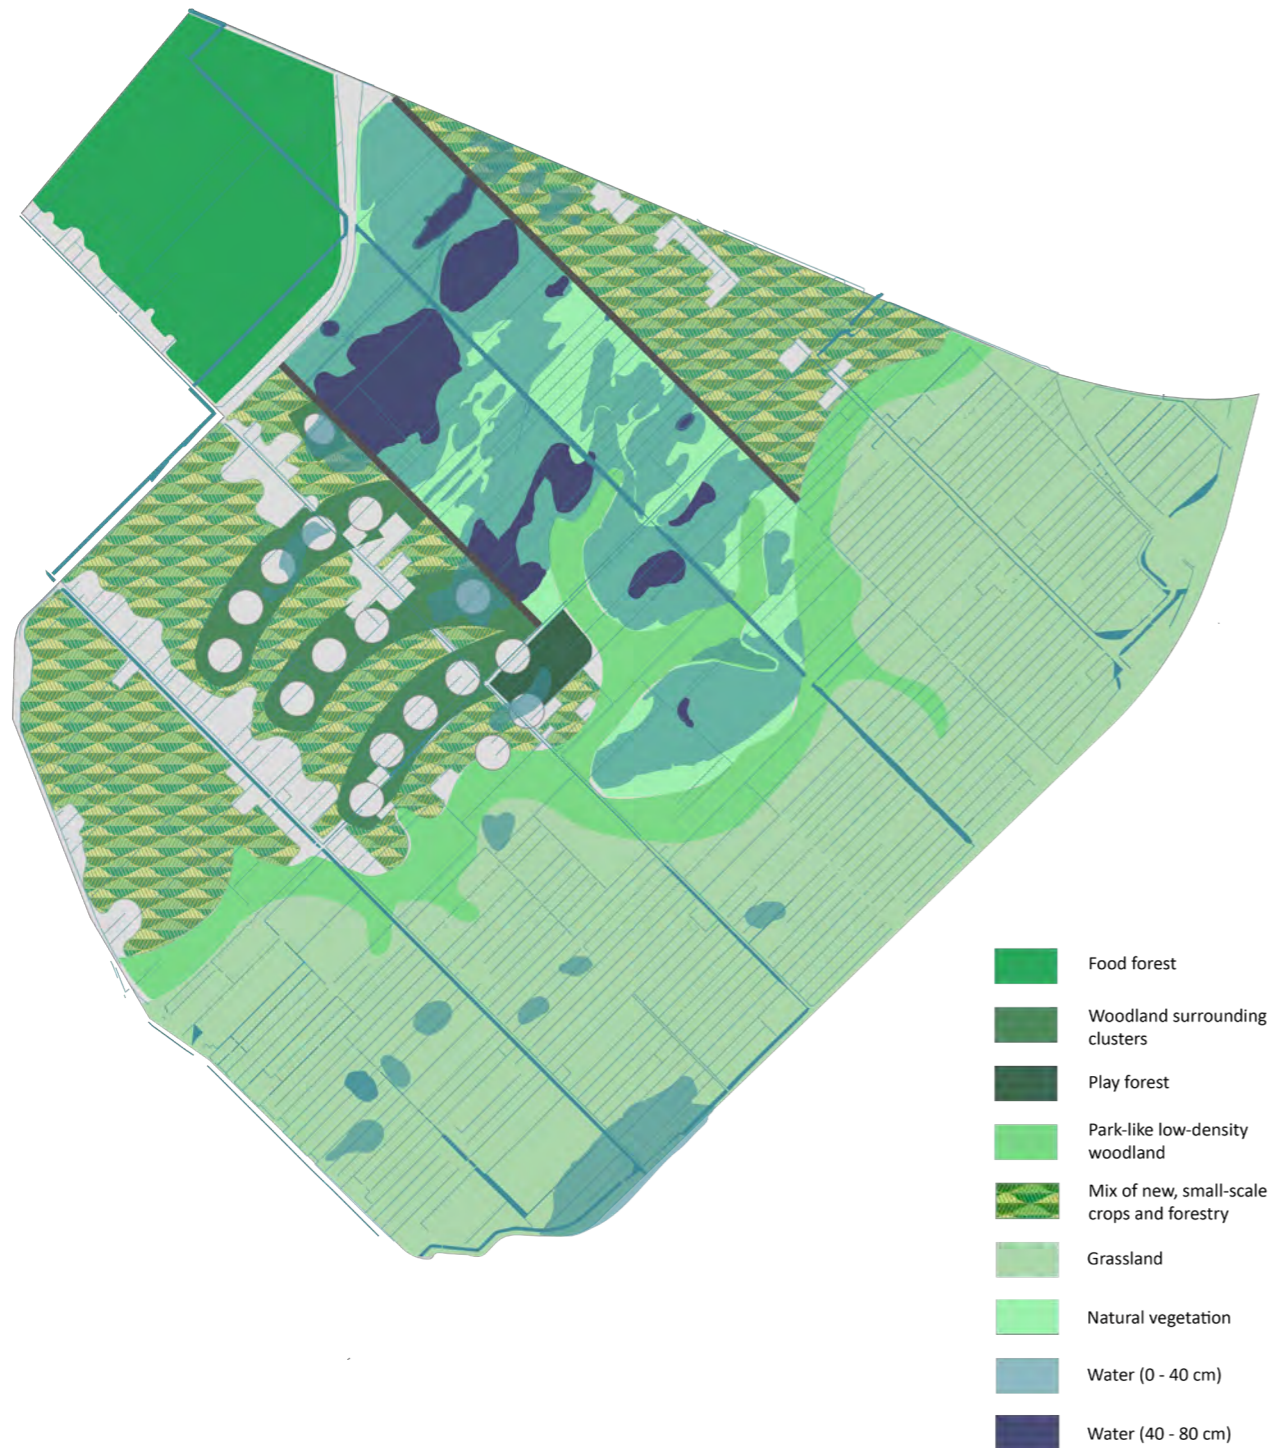 Food forest
Woodland surrounding
clusters
Play forest
Park-like low-density
woodland
Mix of new, small-scale
crops and forestry
Grassland
Natural vegetation
Water (0 - 40 cm)
Water (40 - 80 cm)